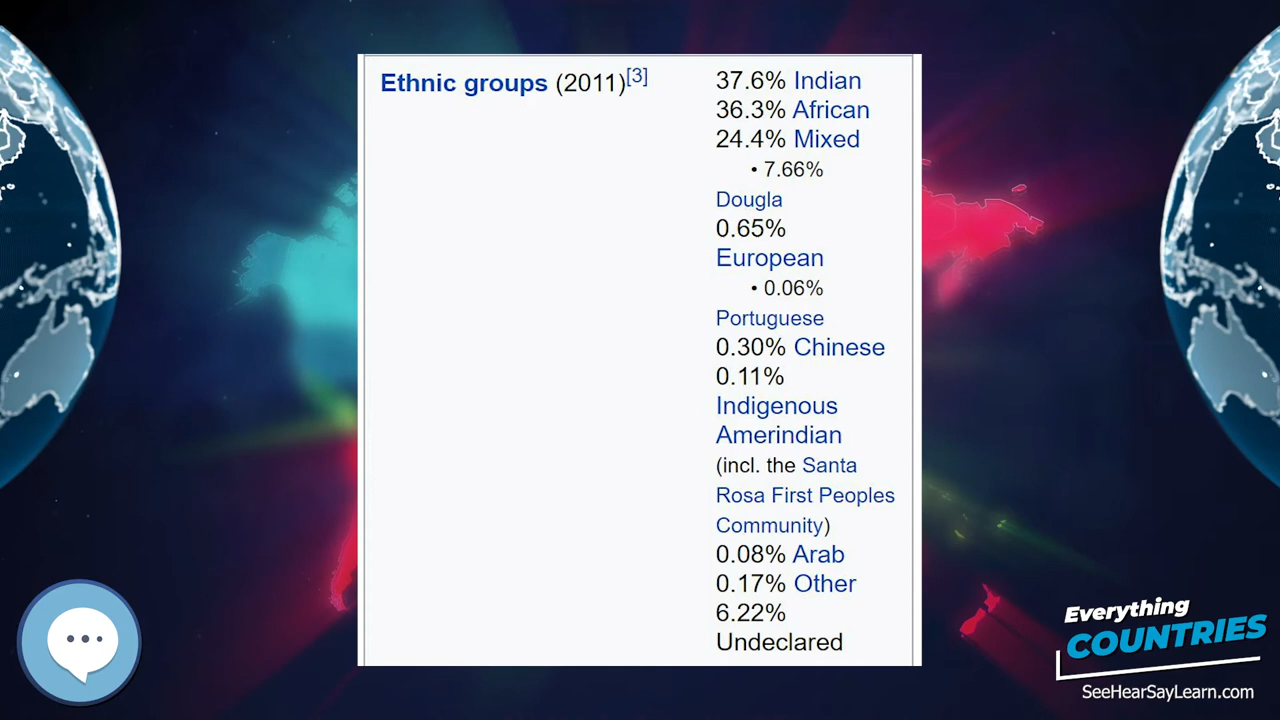 Ethnic groups (2011)[3]
37.6% Indian
36.3% African
24.4% Mixed
• 7.66%
Dougla
0.65%
European
• 0.06%
Portuguese
0.30% Chinese
0.11%
Indigenous
Amerindian
(incl. the Santa
Rosa First Peoples
Community)
0.08% Arab
0.17% Other
6.22%
Undeclared
Everything
COUNTRIES
SeeHearSayLearn.com